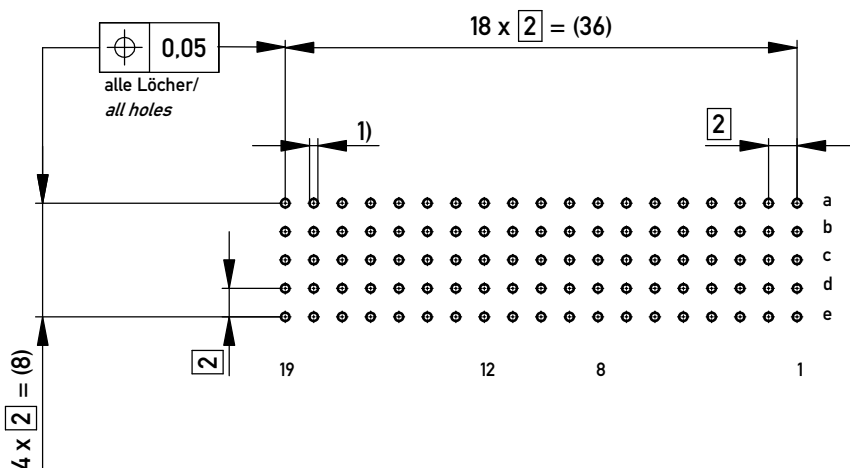 18 x 2 = (36)
0,05
alle Löcher/
all holes
1)
2
a
b
c
d
e
2
19 12 8 1
4 x 2 = (8)